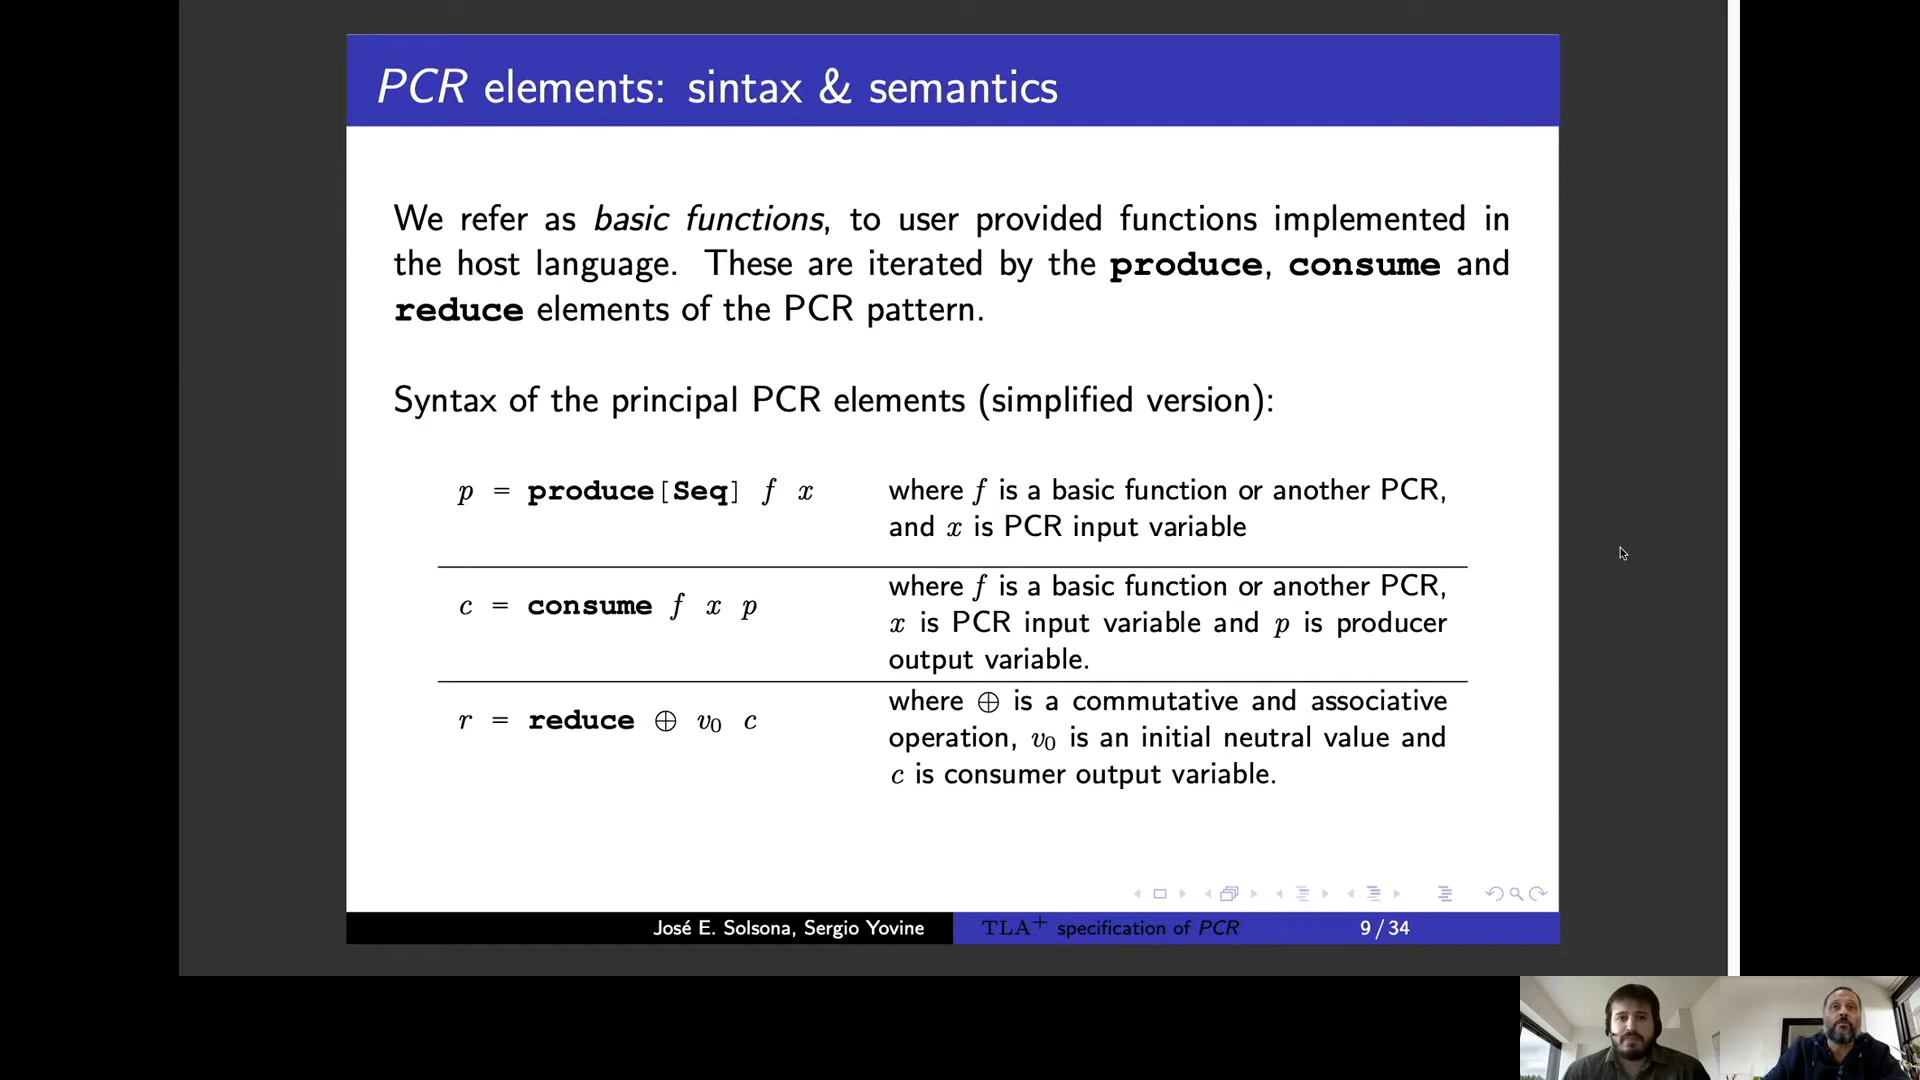 PCR elements: sintax & semantics
We refer as basic functions, to user provided functions implemented in
the host language. These are iterated by the produce, consume and
reduce elements of the PCR pattern.
Syntax of the principal PCR elements (simplified version):
p = produce[Seq] f x
where f is a basic function or another PCR,
and x is PCR input variable
c = consume f x p
where f is a basic function or another PCR,
x is PCR input variable and p is producer
output variable.
r = reduce ⊕ v₀ c
where ⊕ is a commutative and associative
operation, v₀ is an initial neutral value and
c is consumer output variable.
José E. Solsona, Sergio Yovine
TLA⁺ specification of PCR
9 / 34